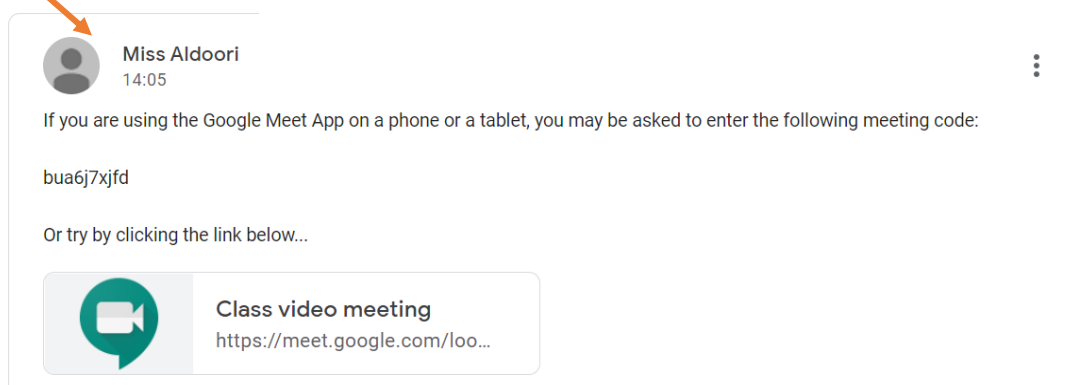 Miss Aldoori
14:05
If you are using the Google Meet App on a phone or a tablet, you may be asked to enter the following meeting code:
bua6j7xjfd
Or try by clicking the link below...
Class video meeting
https://meet.google.com/loo...